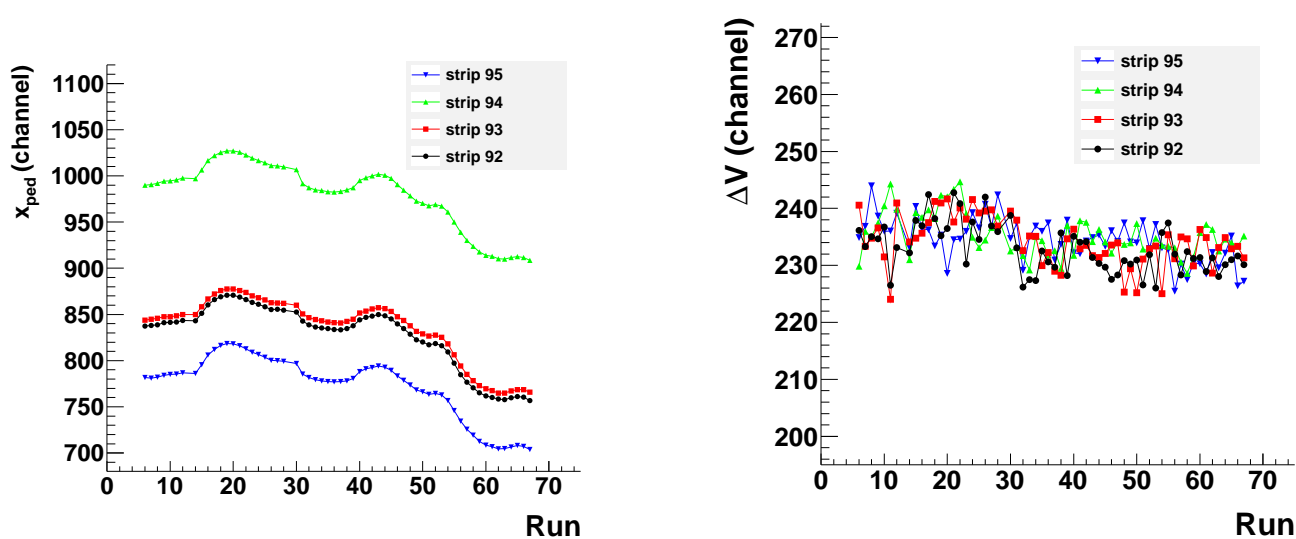 x_ped (channel)
1100
1050
1000
950
900
850
800
750
700
0 10 20 30 40 50 60 70
Run
strip 95
strip 94
strip 93
strip 92
ΔV (channel)
270
260
250
240
230
220
210
200
0 10 20 30 40 50 60 70
Run
strip 95
strip 94
strip 93
strip 92